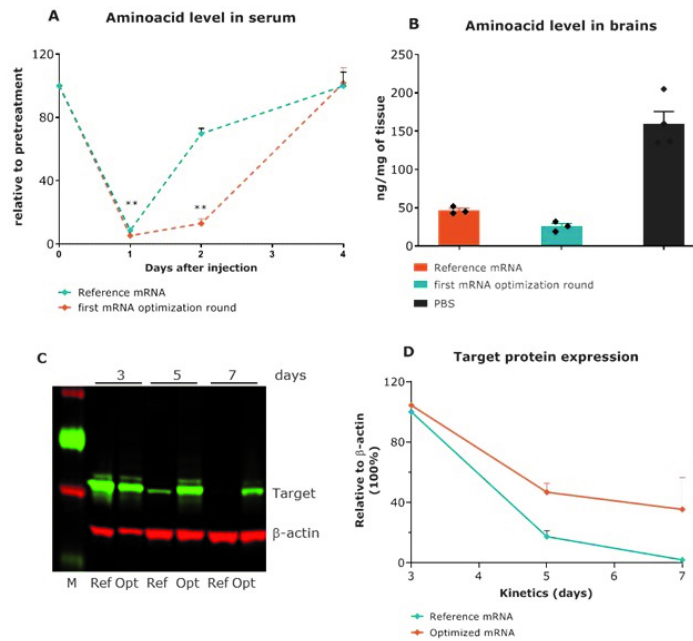 A
Aminoacid level in serum
120
80
40
0
relative to pretreatment
**
**
0 1 2 3 4
Days after injection
Reference mRNA
first mRNA optimization round
B
Aminoacid level in brains
250
200
150
100
50
0
ng/mg of tissue
Reference mRNA
first mRNA optimization round
PBS
C
3 5 7 days
Target
β-actin
M Ref Opt Ref Opt Ref Opt
D
Target protein expression
120
80
40
0
Relative to β-actin
(100%)
3 4 5 6 7
Kinetics (days)
Reference mRNA
Optimized mRNA